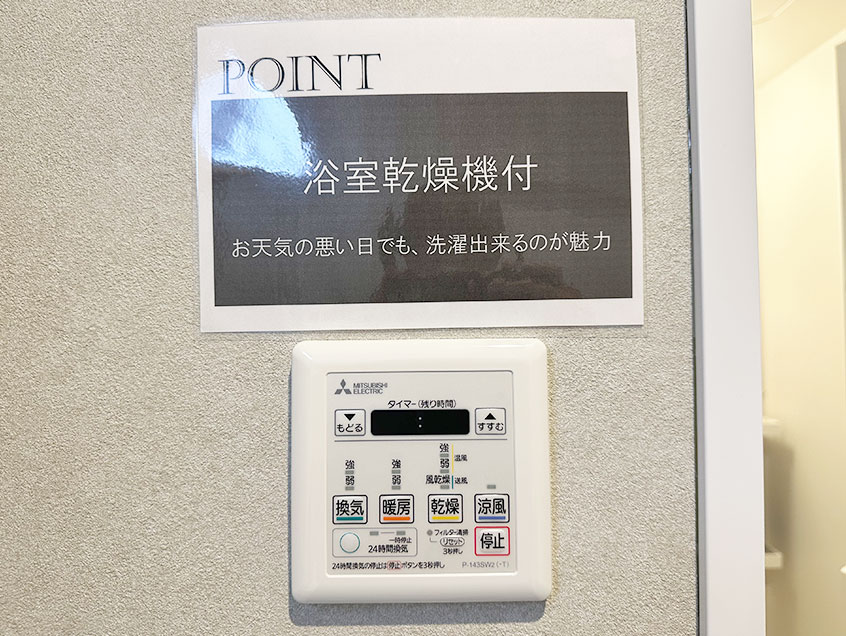 POINT
浴室乾燥機付
お天気の悪い日でも、洗濯出来るのが魅力
MITSUBISHI
ELECTRIC
タイマー(残り時間)
もどる
すすむ
強
弱
強
弱
強
弱
温風
風乾燥
送風
換気
暖房
乾燥
涼風
一時停止
24時間換気
フィルター清掃
リセット
3秒押し
停止
24時間換気の停止は停止ボタンを3秒押し
P-143SW2(・T)